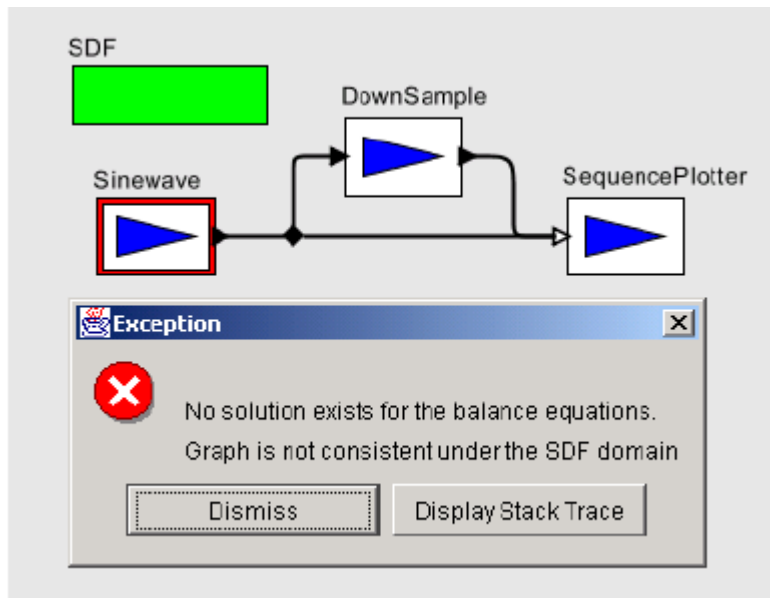 SDF
DownSample
Sinewave
SequencePlotter
Exception
No solution exists for the balance equations.
Graph is not consistent under the SDF domain
Dismiss
Display Stack Trace